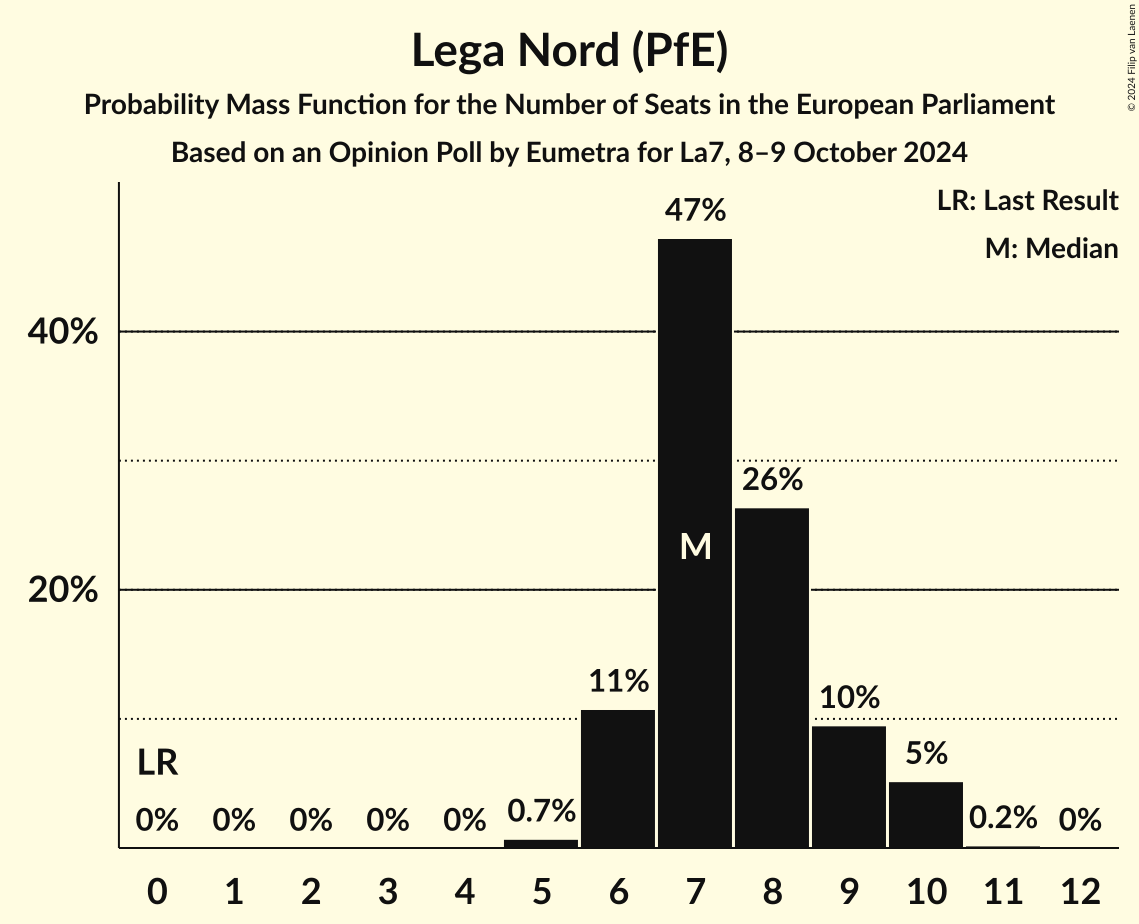 Lega Nord (PfE)
Probability Mass Function for the Number of Seats in the European Parliament
Based on an Opinion Poll by Eumetra for La7, 8–9 October 2024
© 2024 Filip van Laenen
LR: Last Result
M: Median
47%
40%
26%
M
20%
11%
10%
LR
5%
0% 0% 0% 0% 0% 0.7% 0.2% 0%
0 1 2 3 4 5 6 7 8 9 10 11 12